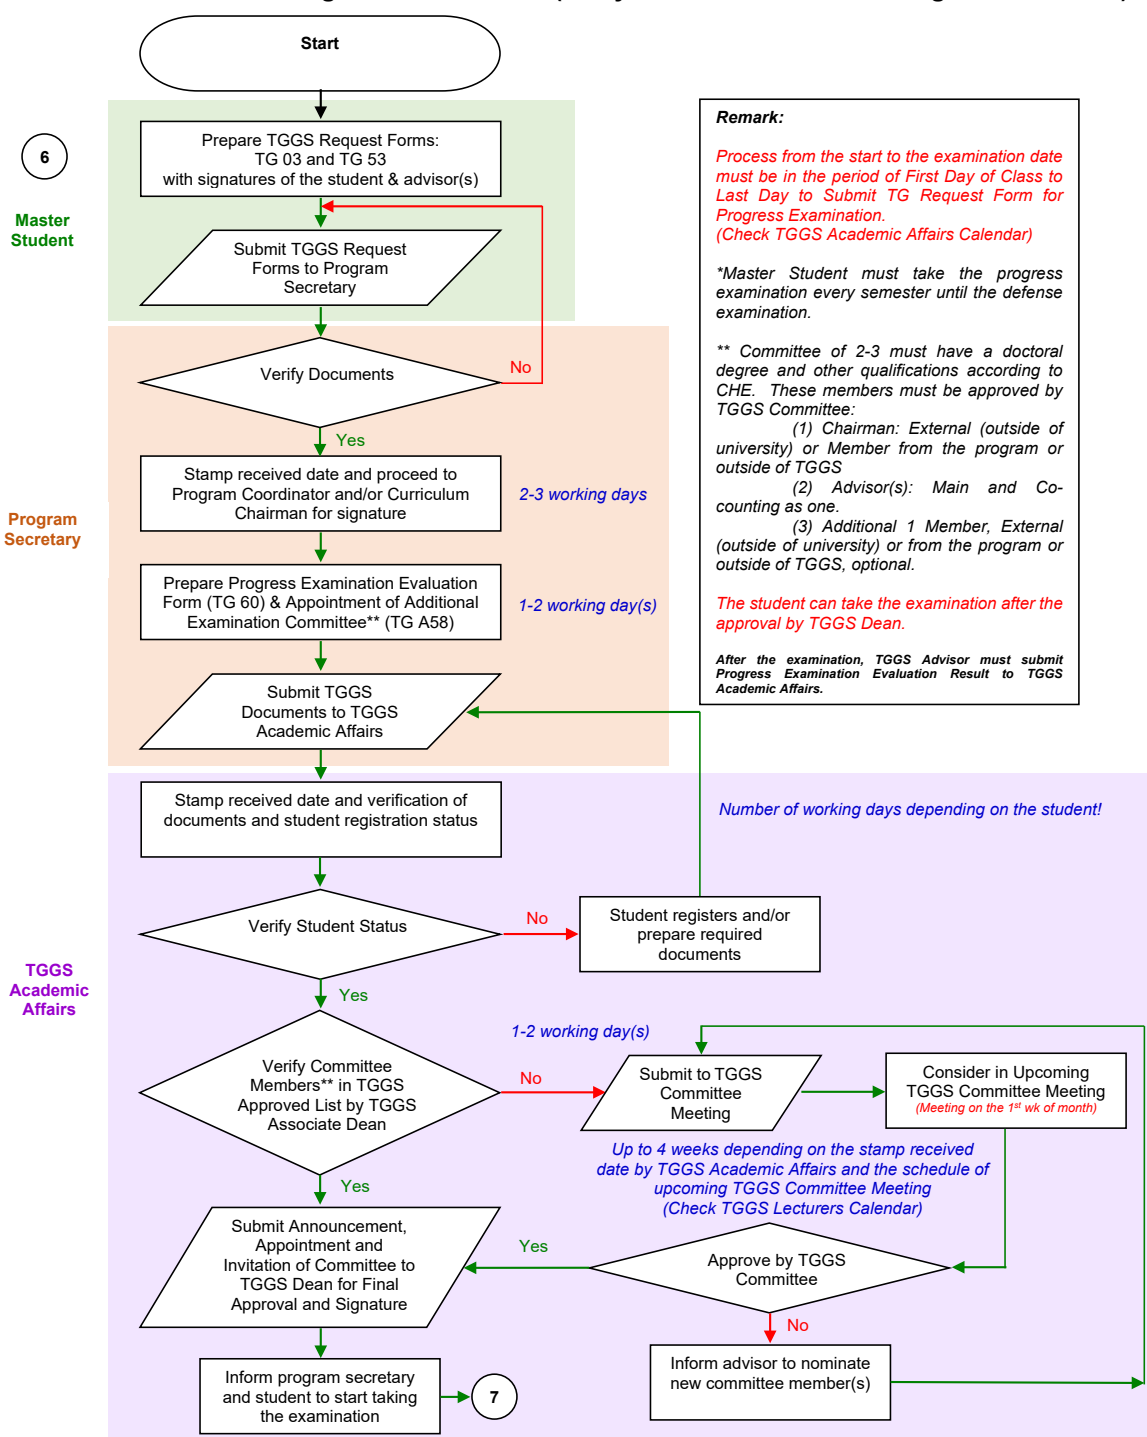 Start
6
Master
Student
Prepare TGGS Request Forms:
TG 03 and TG 53
with signatures of the student & advisor(s)
Submit TGGS Request
Forms to Program
Secretary
Remark:
Process from the start to the examination date
must be in the period of First Day of Class to
Last Day to Submit TG Request Form for
Progress Examination.
(Check TGGS Academic Affairs Calendar)
*Master Student must take the progress
examination every semester until the defense
examination.
** Committee of 2-3 must have a doctoral
degree and other qualifications according to
CHE. These members must be approved by
TGGS Committee:
(1) Chairman: External (outside of
university) or Member from the program or
outside of TGGS
(2) Advisor(s): Main and Co-
counting as one.
(3) Additional 1 Member, External
(outside of university) or from the program or
outside of TGGS, optional.
The student can take the examination after the
approval by TGGS Dean.
After the examination, TGGS Advisor must submit
Progress Examination Evaluation Result to TGGS
Academic Affairs.
Program
Secretary
Verify Documents
No
Yes
Stamp received date and proceed to
Program Coordinator and/or Curriculum
Chairman for signature
2-3 working days
Prepare Progress Examination Evaluation
Form (TG 60) & Appointment of Additional
Examination Committee** (TG A58)
1-2 working day(s)
Submit TGGS
Documents to TGGS
Academic Affairs
TGGS
Academic
Affairs
Stamp received date and verification of
documents and student registration status
Number of working days depending on the student!
Verify Student Status
No
Student registers and/or
prepare required
documents
Yes
1-2 working day(s)
Verify Committee
Members** in TGGS
Approved List by TGGS
Associate Dean
No
Submit to TGGS
Committee
Meeting
Consider in Upcoming
TGGS Committee Meeting
(Meeting on the 1st wk of month)
Up to 4 weeks depending on the stamp received
date by TGGS Academic Affairs and the schedule of
upcoming TGGS Committee Meeting
(Check TGGS Lecturers Calendar)
Yes
Submit Announcement,
Appointment and
Invitation of Committee to
TGGS Dean for Final
Approval and Signature
Yes
Approve by TGGS
Committee
No
Inform advisor to nominate
new committee member(s)
Inform program secretary
and student to start taking
the examination
7